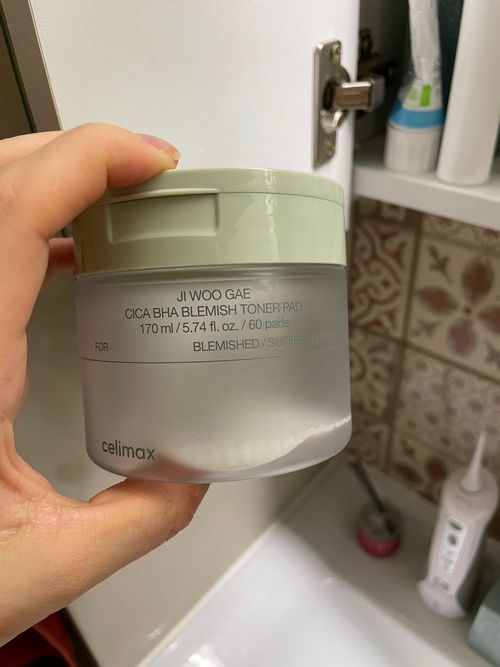 JI WOO GAE
CICA BHA BLEMISH TONER PAD
170 ml / 5.74 fl. oz. / 60 pads
FOR BLEMISHED /
celimax